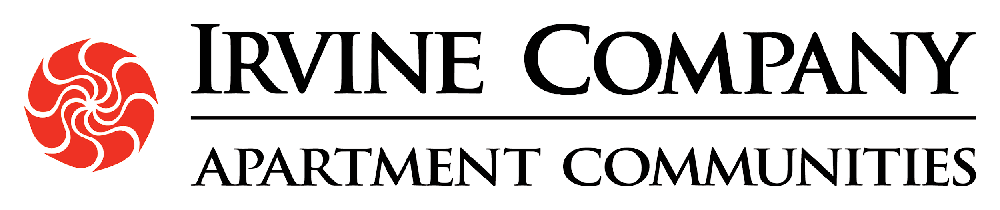 IRVINE COMPANY
APARTMENT COMMUNITIES